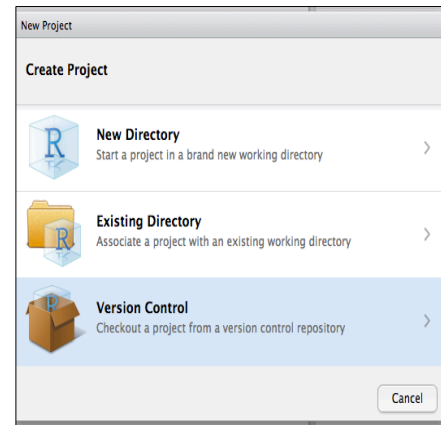 New Project
Create Project
R
New Directory
Start a project in a brand new working directory
R
Existing Directory
Associate a project with an existing working directory
R
Version Control
Checkout a project from a version control repository
Cancel